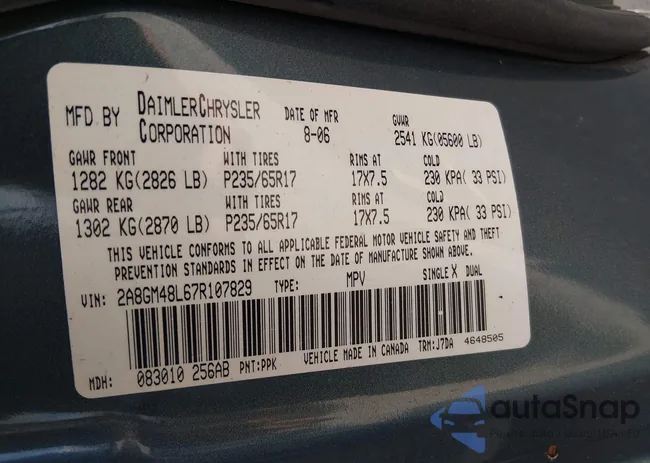 MFD BY DAIMLERCHRYSLER CORPORATION DATE OF MFR 8-06 GVWR 2541 KG(05600 LB)
GAWR FRONT WITH TIRES RIMS AT COLD
1282 KG(2826 LB) P235/65R17 17X7.5 230 KPA( 33 PSI)
GAWR REAR WITH TIRES RIMS AT COLD
1302 KG(2870 LB) P235/65R17 17X7.5 230 KPA( 33 PSI)
THIS VEHICLE CONFORMS TO ALL APPLICABLE FEDERAL MOTOR VEHICLE SAFETY AND THEFT
PREVENTION STANDARDS IN EFFECT ON THE DATE OF MANUFACTURE SHOWN ABOVE.
VIN: 2A8GM48L67R107829 TYPE: MPV SINGLE X DUAL
MDH: 083010 256AB PNT:PPK VEHICLE MADE IN CANADA TRM:J7DA 4648505
autoSnap